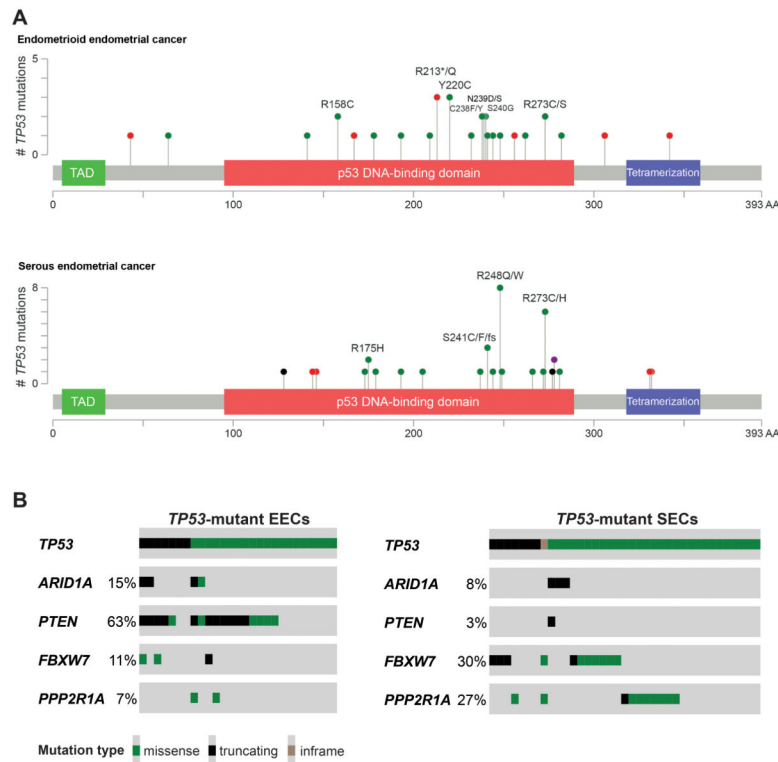 A
Endometrioid endometrial cancer
# TP53 mutations
5
0
R158C
R213*/Q
Y220C
N239D/S
C238F/Y
S240G
R273C/S
TAD
p53 DNA-binding domain
Tetramerization
0 100 200 300 393 AA
Serous endometrial cancer
# TP53 mutations
8
0
R175H
S241C/F/fs
R248Q/W
R273C/H
TAD
p53 DNA-binding domain
Tetramerization
0 100 200 300 393 AA
B
TP53-mutant EECs
TP53
ARID1A 15%
PTEN 63%
FBXW7 11%
PPP2R1A 7%
TP53-mutant SECs
TP53
ARID1A 8%
PTEN 3%
FBXW7 30%
PPP2R1A 27%
Mutation type missense truncating inframe